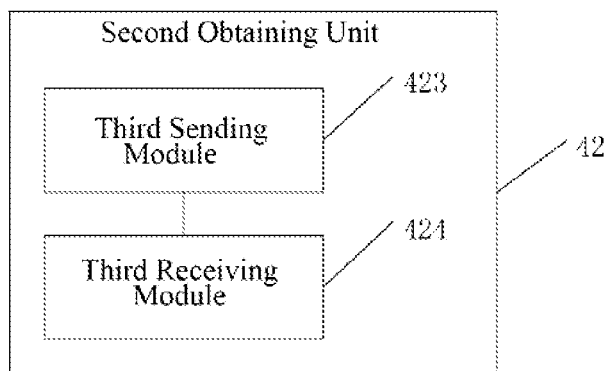 Second Obtaining Unit
423
Third Sending
Module
42
424
Third Receiving
Module